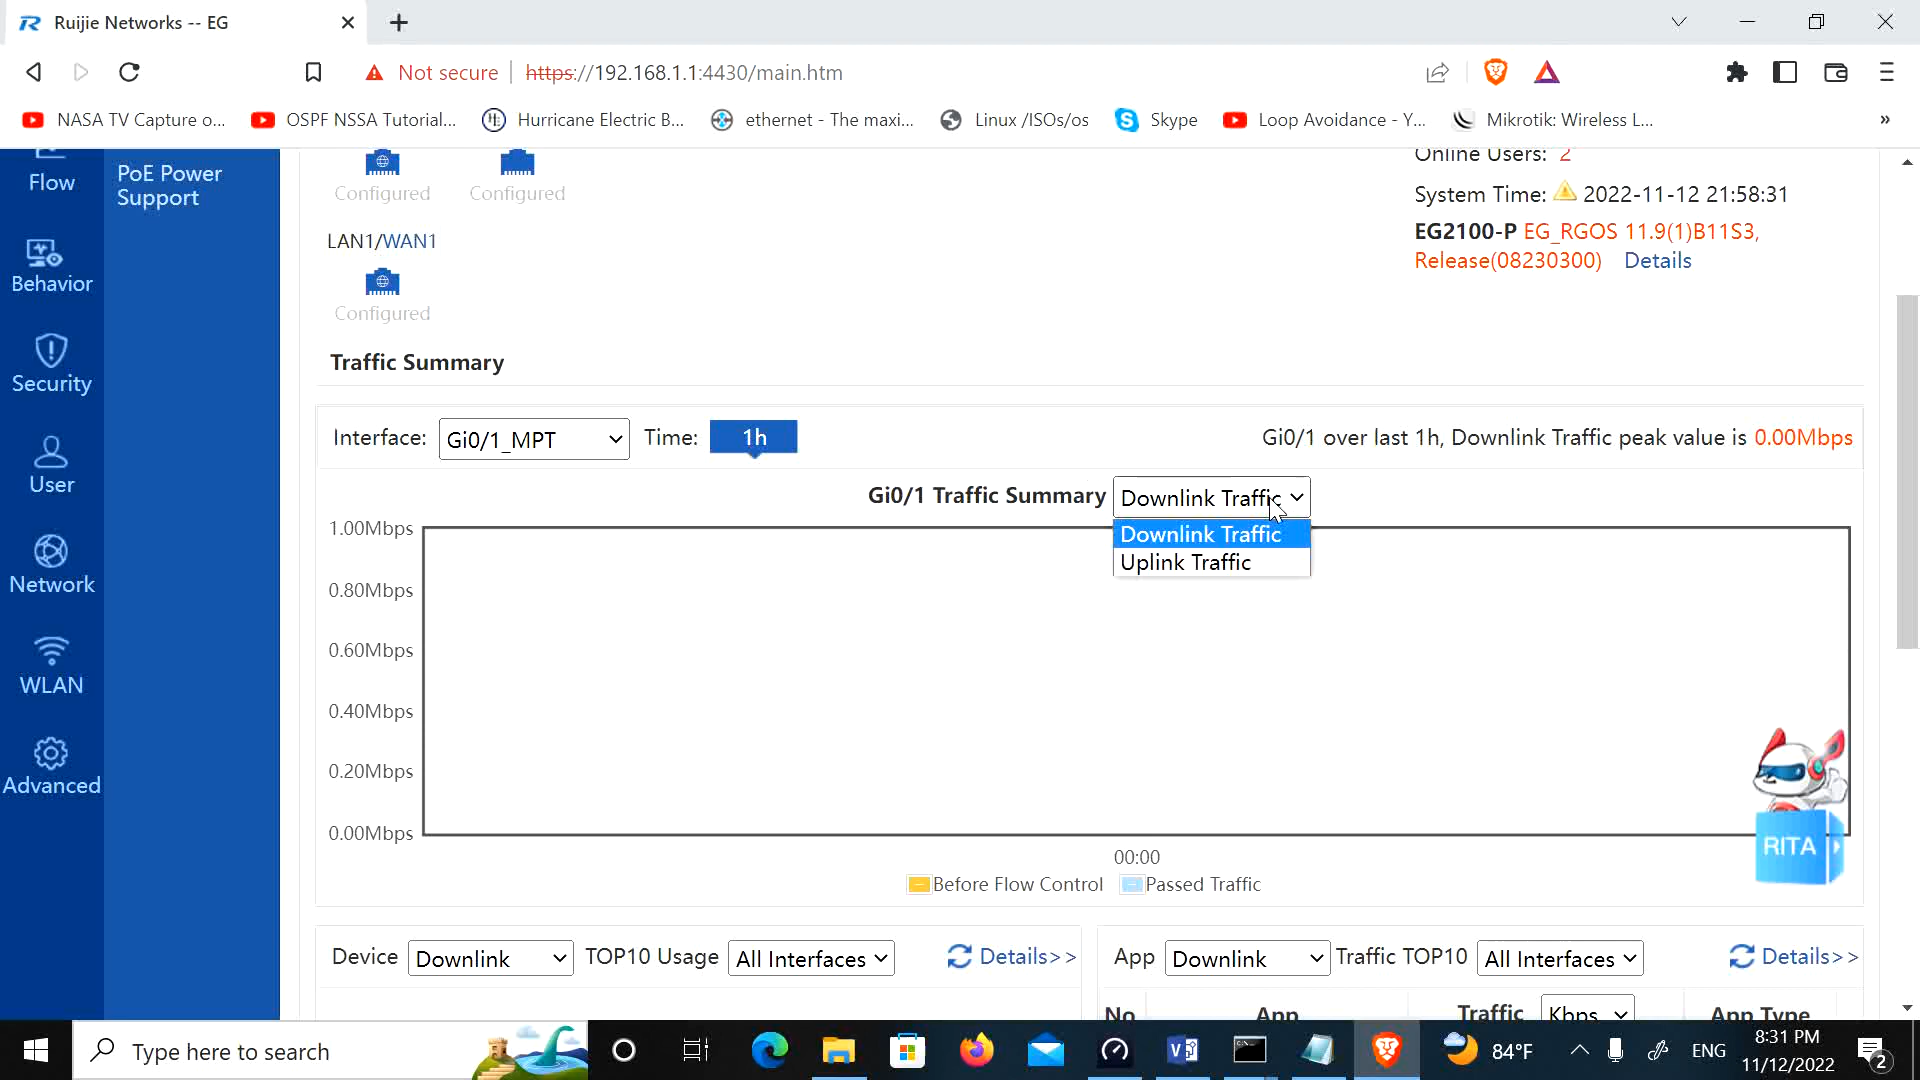 Ruijie Networks -- EG
Not secure
https://192.168.1.1:4430/main.htm
NASA TV Capture o...
OSPF NSSA Tutorial...
Hurricane Electric B...
ethernet - The maxi...
Linux /ISOs/os
Skype
Loop Avoidance - Y...
Mikrotik: Wireless L...
»
Flow
Behavior
Security
User
Network
WLAN
Advanced
PoE Power
Support
Configured
Configured
LAN1/WAN1
Configured
Online Users: 2
System Time: 2022-11-12 21:58:31
EG2100-P EG_RGOS 11.9(1)B11S3,
Release(08230300) Details
Traffic Summary
Interface: Gi0/1_MPT Time: 1h
Gi0/1 over last 1h, Downlink Traffic peak value is 0.00Mbps
Gi0/1 Traffic Summary Downlink Traffic
Downlink Traffic
Uplink Traffic
1.00Mbps
0.80Mbps
0.60Mbps
0.40Mbps
0.20Mbps
0.00Mbps
00:00
Before Flow Control Passed Traffic
RITA
Device Downlink TOP10 Usage All Interfaces Details>>
App Downlink Traffic TOP10 All Interfaces Details>>
No App Traffic Kbps App Type
Type here to search
84°F
ENG
8:31 PM
11/12/2022
2